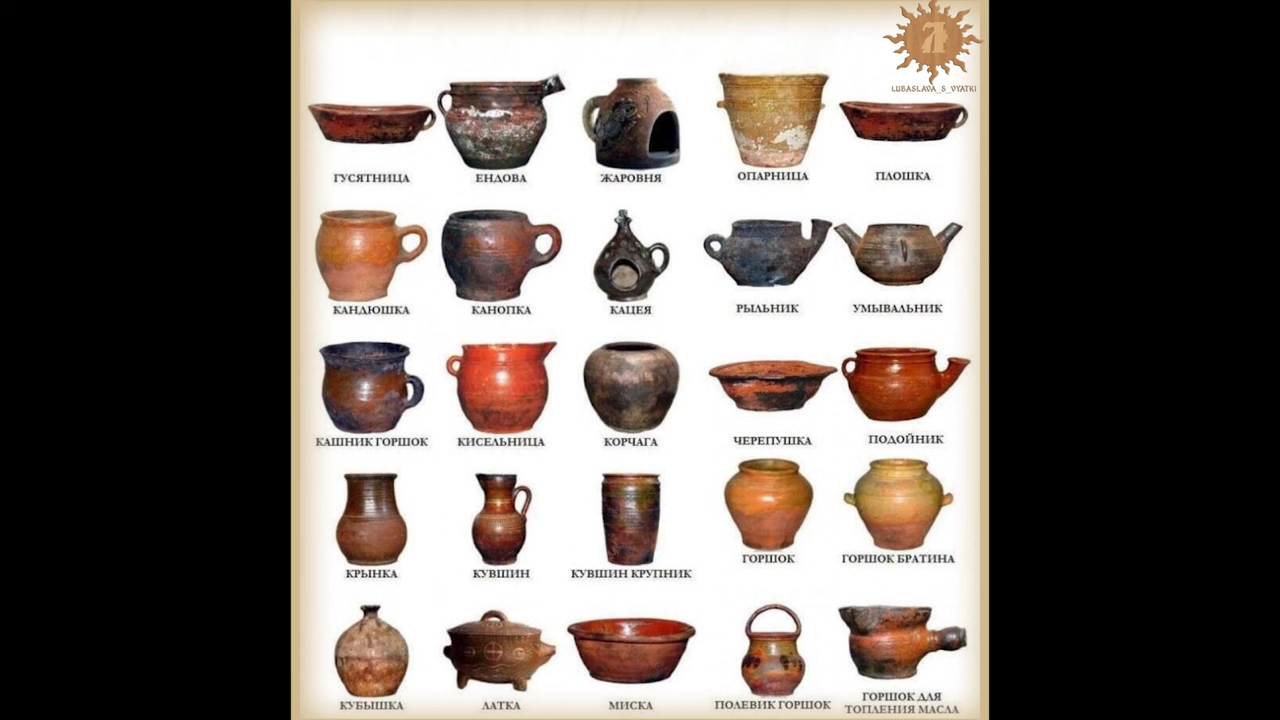 LUBASLAVA_S_VYATKI
ГУСЯТНИЦА ЕНДОВА ЖАРОВНЯ ОПАРНИЦА ПЛОШКА
КАНДЮШКА КАНОПКА КАЦЕЯ РЫЛЬНИК УМЫВАЛЬНИК
КАШНИК ГОРШОК КИСЕЛЬНИЦА КОРЧАГА ЧЕРЕПУШКА ПОДОЙНИК
КРЫНКА КУВШИН КУВШИН КРУПНИК ГОРШОК ГОРШОК БРАТИНА
КУБЫШКА ЛАТКА МИСКА ПОЛЕВИК ГОРШОК ГОРШОК ДЛЯ
ТОПЛЕНИЯ МАСЛА